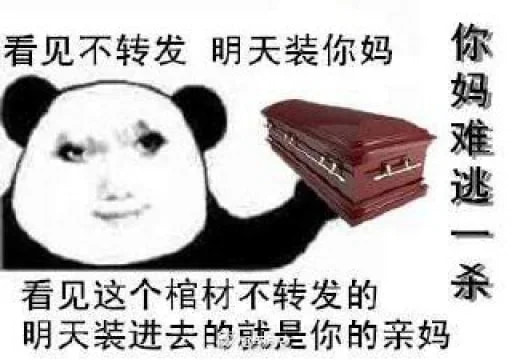 看见不转发 明天装你妈
你妈难逃一杀
看见这个棺材不转发的
明天装进去的就是你的亲妈